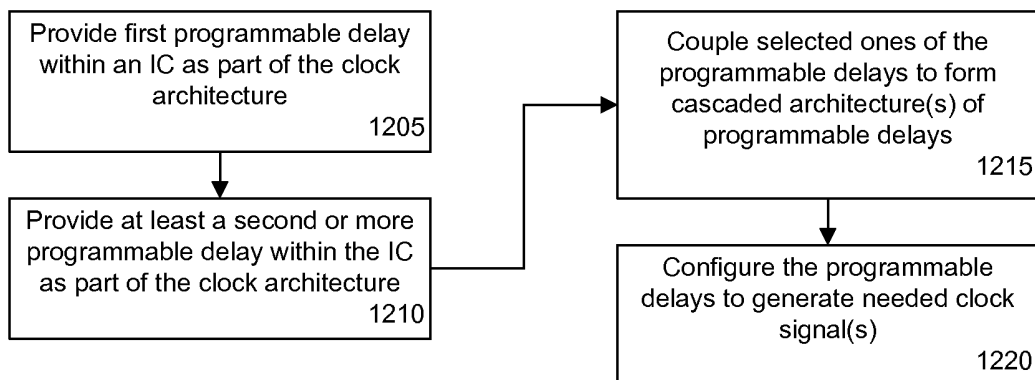 Provide first programmable delay
within an IC as part of the clock
architecture
1205
Provide at least a second or more
programmable delay within the IC
as part of the clock architecture
1210
Couple selected ones of the
programmable delays to form
cascaded architecture(s) of
programmable delays
1215
Configure the programmable
delays to generate needed clock
signal(s)
1220